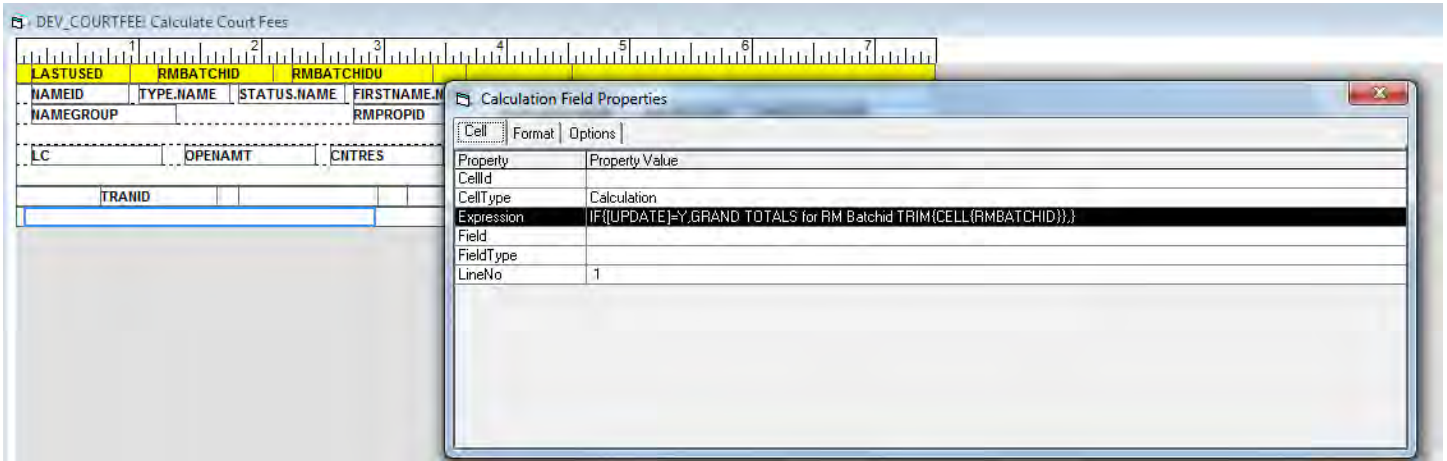 DEV_COURTFEE: Calculate Court Fees
1 2 3 4 5 6 7
LASTUSED RMBATCHID RMBATCHIDU
NAMEID TYPE.NAME STATUS.NAME FIRSTNAME.N
NAMEGROUP RMPROPID
LC OPENAMT CNTRES
TRANID
Calculation Field Properties
Cell Format Options
Property Property Value
CellId
CellType Calculation
Expression IF{[UPDATE]=Y,GRAND TOTALS for RM Batchid TRIM{CELL{RMBATCHID}},}
Field
FieldType
LineNo 1